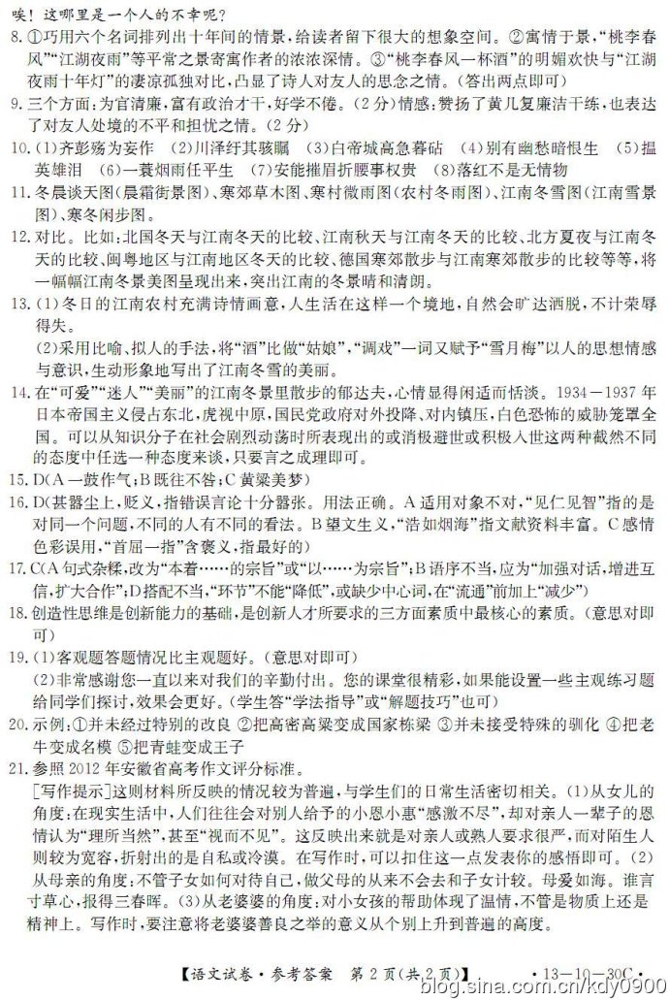 唉！这哪里是一个人的不幸呢？
8.①巧用六个名词排列出十年间的情景，给读者留下很大的想象空间。②寓情于景，“桃李春
风”“江湖夜雨”等平常之景寄寓作者的浓浓深情。③“桃李春风一杯酒”的明媚欢快与“江湖
夜雨十年灯”的凄凉孤独对比，凸显了诗人对友人的思念之情。（答出两点即可）
9.三个方面：为官清廉，富有政治才干，好学不倦。（2分）情感：赞扬了黄几复廉洁干练，也表达
了对友人处境的不平和担忧之情。（2分）
10.（1）齐彭殇为妄作 （2）川泽纡其骇瞩 （3）白帝城高急暮砧 （4）别有幽愁暗恨生 （5）揾
英雄泪 （6）一蓑烟雨任平生 （7）安能摧眉折腰事权贵 （8）落红不是无情物
11.冬晨谈天图（晨霜街景图）、寒郊草木图、寒村微雨图（农村冬雨图）、江南冬雪图（江南雪景
图）、寒冬闲步图。
12.对比。比如：北国冬天与江南冬天的比较、江南秋天与江南冬天的比较、北方夏夜与江南冬
天的比较、闽粤地区与江南地区冬天的比较、德国寒郊散步与江南寒郊散步的比较等等，将
一幅幅江南冬景美图呈现出来，突出江南的冬景晴和清朗。
13.（1）冬日的江南农村充满诗情画意，人生活在这样一个境地，自然会旷达洒脱，不计荣辱
得失。
（2）采用比喻、拟人的手法，将“酒”比做“姑娘”，“调戏”一词又赋予“雪月梅”以人的思想情感
与意识，生动形象地写出了江南冬雪的美丽。
14.在“可爱”“迷人”“美丽”的江南冬景里散步的郁达夫，心情显得闲适而恬淡。1934－1937年
日本帝国主义侵占东北，虎视中原，国民党政府对外投降、对内镇压，白色恐怖的威胁笼罩全
国。可以从知识分子在社会剧烈动荡时所表现出的或消极避世或积极入世这两种截然不同
的态度中任选一种态度来谈，只要言之成理即可。
15.D（A一鼓作气；B既往不咎；C黄粱美梦）
16.D（甚嚣尘上，贬义，指错误言论十分嚣张。用法正确。A适用对象不对，“见仁见智”指的是
对同一个问题，不同的人有不同的看法。B望文生义，“浩如烟海”指文献资料丰富。C感情
色彩误用，“首屈一指”含褒义，指最好的）
17.C（A句式杂糅，改为“本着……的宗旨”或“以……为宗旨”；B语序不当，应为“加强对话，增进互
信，扩大合作”；D搭配不当，“环节”不能“降低”，或缺少中心词，在“流通”前加上“减少”）
18.创造性思维是创新能力的基础，是创新人才所要求的三方面素质中最核心的素质。（意思对即
可）
19.（1）客观题答题情况比主观题好。（意思对即可）
（2）非常感谢您一直以来对我们的辛勤付出。您的课堂很精彩，如果能设置一些主观练习题
给同学们探讨，效果会更好。（学生答“学法指导”或“解题技巧”也可）
20.示例：①并未经过特别的改良 ②把高密高粱变成国家栋梁 ③并未接受特殊的驯化 ④把老
牛变成名模 ⑤把青蛙变成王子
21.参照2012年安徽省高考作文评分标准。
[写作提示]这则材料所反映的情况较为普遍，与学生们的日常生活密切相关。（1）从女儿的
角度：在现实生活中，人们往往会对别人给予的小恩小惠“感激不尽”，却对亲人一辈子的恩
情认为“理所当然”，甚至“视而不见”。这反映出来就是对亲人或熟人要求很严，而对陌生人
则较为宽容，折射出的是自私或冷漠。在写作时，可以扣住这一点发表你的感悟即可。（2）
从母亲的角度：不管子女如何对待自己，做父母的从来不会去和子女计较。母爱如海。谁言
寸草心，报得三春晖。（3）从老婆婆的角度：对小女孩的帮助体现了温情，不管是物质上还是
精神上。写作时，要注意将老婆婆善良之举的意义从个别上升到普遍的高度。
【语文试卷·参考答案 第2页（共2页）】 ·13－10－30C·
blog.sina.com.cn/kdy0900